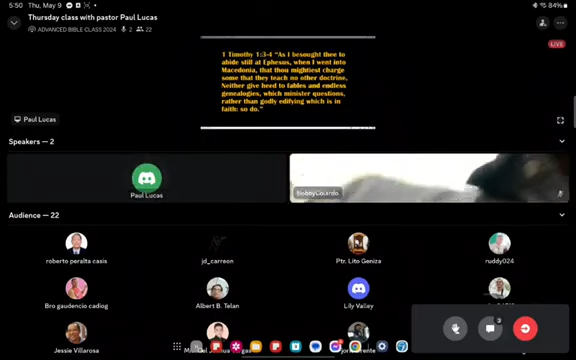 5:50 Thu, May 9
84%
Thursday class with pastor Paul Lucas
ADVANCED BIBLE CLASS 2024 2 22
LIVE
1 Timothy 1:3-4 "As I besought thee to
abide still at Ephesus, when I went into
Macedonia, that thou mightiest charge
some that they teach no other doctrine,
Neither give heed to fables and endless
genealogies, which minister questions,
rather than godly edifying which is in
faith: so do."
Paul Lucas
Speakers — 2
Paul Lucas
Audience — 22
roberto peralta casis
jd_carreon
Ptr. Lito Geniza
ruddy024
Bro gaudencio cadiog
Albert B. Telan
Lily Valley
3
Jessie Villarosa